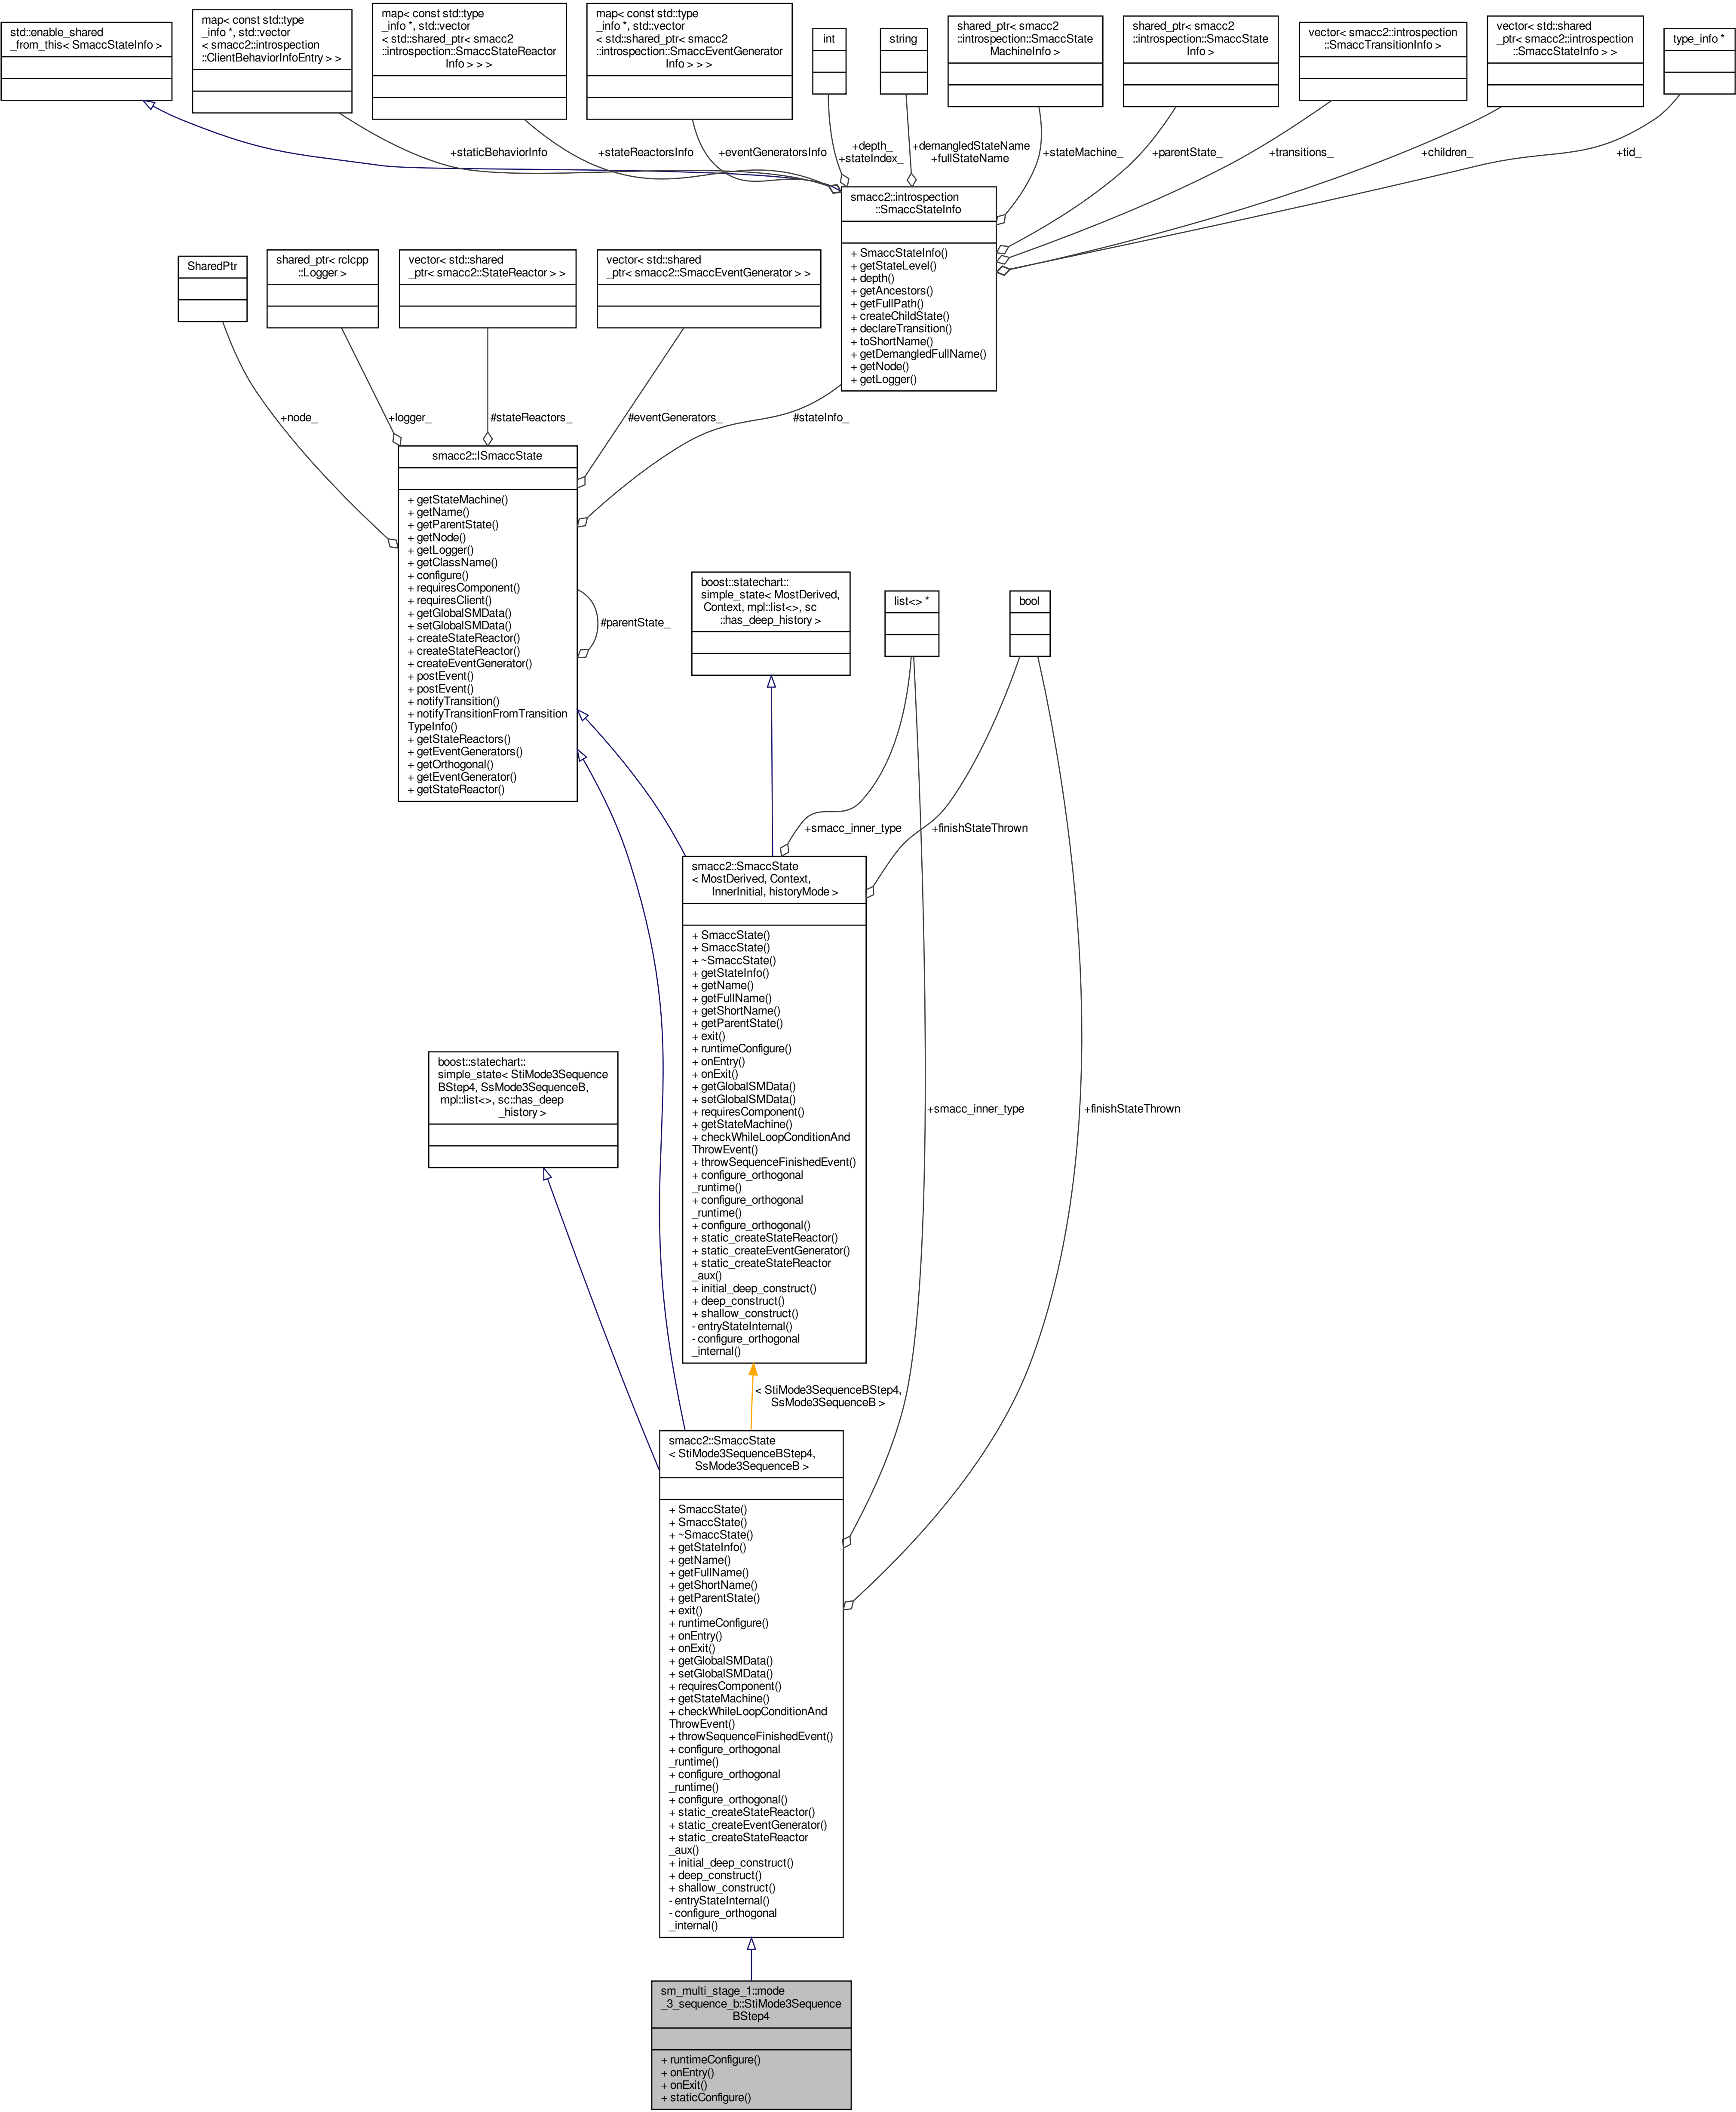 std::enable_shared
_from_this< SmaccStateInfo >
map< const std::type
_info *, std::vector
< smacc2::introspection
::ClientBehaviorInfoEntry > >
map< const std::type
_info *, std::vector
< std::shared_ptr< smacc2
::introspection::SmaccStateReactor
Info > > >
map< const std::type
_info *, std::vector
< std::shared_ptr< smacc2
::introspection::SmaccEventGenerator
Info > > >
int
string
shared_ptr< smacc2
::introspection::SmaccState
MachineInfo >
shared_ptr< smacc2
::introspection::SmaccState
Info >
vector< smacc2::introspection
::SmaccTransitionInfo >
vector< std::shared
_ptr< smacc2::introspection
::SmaccStateInfo > >
type_info *
+staticBehaviorInfo
+stateReactorsInfo
+eventGeneratorsInfo
+depth_
+stateIndex_
+demangledStateName
+fullStateName
+stateMachine_
+parentState_
+transitions_
+children_
+tid_
smacc2::introspection
::SmaccStateInfo
+ SmaccStateInfo()
+ getStateLevel()
+ depth()
+ getAncestors()
+ getFullPath()
+ createChildState()
+ declareTransition()
+ toShortName()
+ getDemangledFullName()
+ getNode()
+ getLogger()
SharedPtr
shared_ptr< rclcpp
::Logger >
vector< std::shared
_ptr< smacc2::StateReactor > >
vector< std::shared
_ptr< smacc2::SmaccEventGenerator > >
+node_
+logger_
#stateReactors_
#eventGenerators_
#stateInfo_
smacc2::ISmaccState
+ getStateMachine()
+ getName()
+ getParentState()
+ getNode()
+ getLogger()
+ getClassName()
+ configure()
+ requiresComponent()
+ requiresClient()
+ getGlobalSMData()
+ setGlobalSMData()
+ createStateReactor()
+ createStateReactor()
+ createEventGenerator()
+ postEvent()
+ postEvent()
+ notifyTransition()
+ notifyTransitionFromTransition
TypeInfo()
+ getStateReactors()
+ getEventGenerators()
+ getOrthogonal()
+ getEventGenerator()
+ getStateReactor()
#parentState_
boost::statechart::
simple_state< MostDerived,
Context, mpl::list<>, sc
::has_deep_history >
list<> *
bool
+smacc_inner_type
+finishStateThrown
smacc2::SmaccState
< MostDerived, Context,
InnerInitial, historyMode >
+ SmaccState()
+ SmaccState()
+ ~SmaccState()
+ getStateInfo()
+ getName()
+ getFullName()
+ getShortName()
+ getParentState()
+ exit()
+ runtimeConfigure()
+ onEntry()
+ onExit()
+ getGlobalSMData()
+ setGlobalSMData()
+ requiresComponent()
+ getStateMachine()
+ checkWhileLoopConditionAnd
ThrowEvent()
+ throwSequenceFinishedEvent()
+ configure_orthogonal
_runtime()
+ configure_orthogonal
_runtime()
+ configure_orthogonal()
+ static_createStateReactor()
+ static_createEventGenerator()
+ static_createStateReactor
_aux()
+ initial_deep_construct()
+ deep_construct()
+ shallow_construct()
- entryStateInternal()
- configure_orthogonal
_internal()
boost::statechart::
simple_state< StiMode3Sequence
BStep4, SsMode3SequenceB,
mpl::list<>, sc::has_deep
_history >
+smacc_inner_type
+finishStateThrown
< StiMode3SequenceBStep4,
SsMode3SequenceB >
smacc2::SmaccState
< StiMode3SequenceBStep4,
SsMode3SequenceB >
+ SmaccState()
+ SmaccState()
+ ~SmaccState()
+ getStateInfo()
+ getName()
+ getFullName()
+ getShortName()
+ getParentState()
+ exit()
+ runtimeConfigure()
+ onEntry()
+ onExit()
+ getGlobalSMData()
+ setGlobalSMData()
+ requiresComponent()
+ getStateMachine()
+ checkWhileLoopConditionAnd
ThrowEvent()
+ throwSequenceFinishedEvent()
+ configure_orthogonal
_runtime()
+ configure_orthogonal
_runtime()
+ configure_orthogonal()
+ static_createStateReactor()
+ static_createEventGenerator()
+ static_createStateReactor
_aux()
+ initial_deep_construct()
+ deep_construct()
+ shallow_construct()
- entryStateInternal()
- configure_orthogonal
_internal()
sm_multi_stage_1::mode
_3_sequence_b::StiMode3Sequence
BStep4
+ runtimeConfigure()
+ onEntry()
+ onExit()
+ staticConfigure()